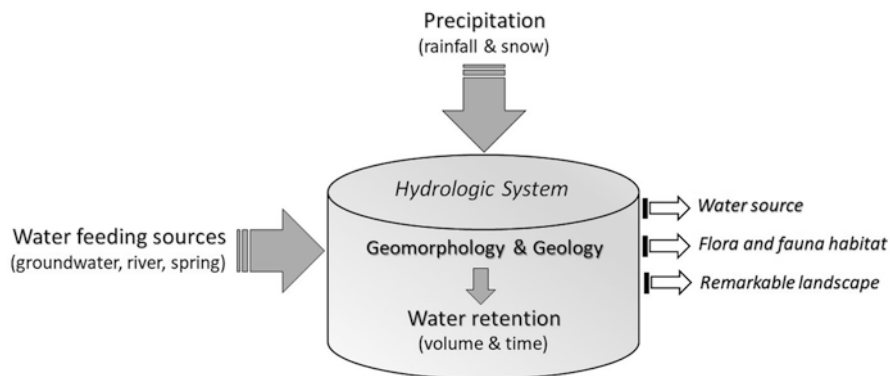 Precipitation
(rainfall & snow)
Hydrologic System
Water source
Water feeding sources
(groundwater, river, spring)
Geomorphology & Geology
Flora and fauna habitat
Remarkable landscape
Water retention
(volume & time)